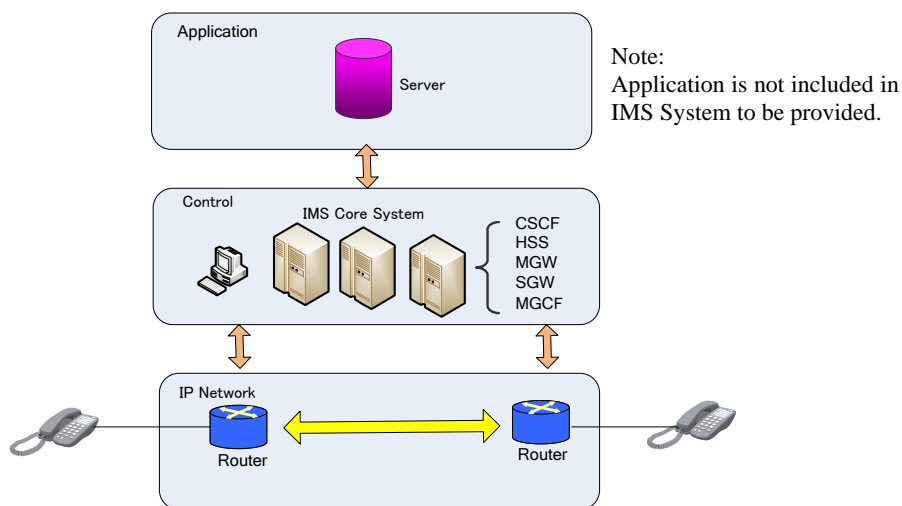 Application
Server
Note:
Application is not included in
IMS System to be provided.
Control
IMS Core System
CSCF
HSS
MGW
SGW
MGCF
IP Network
Router
Router